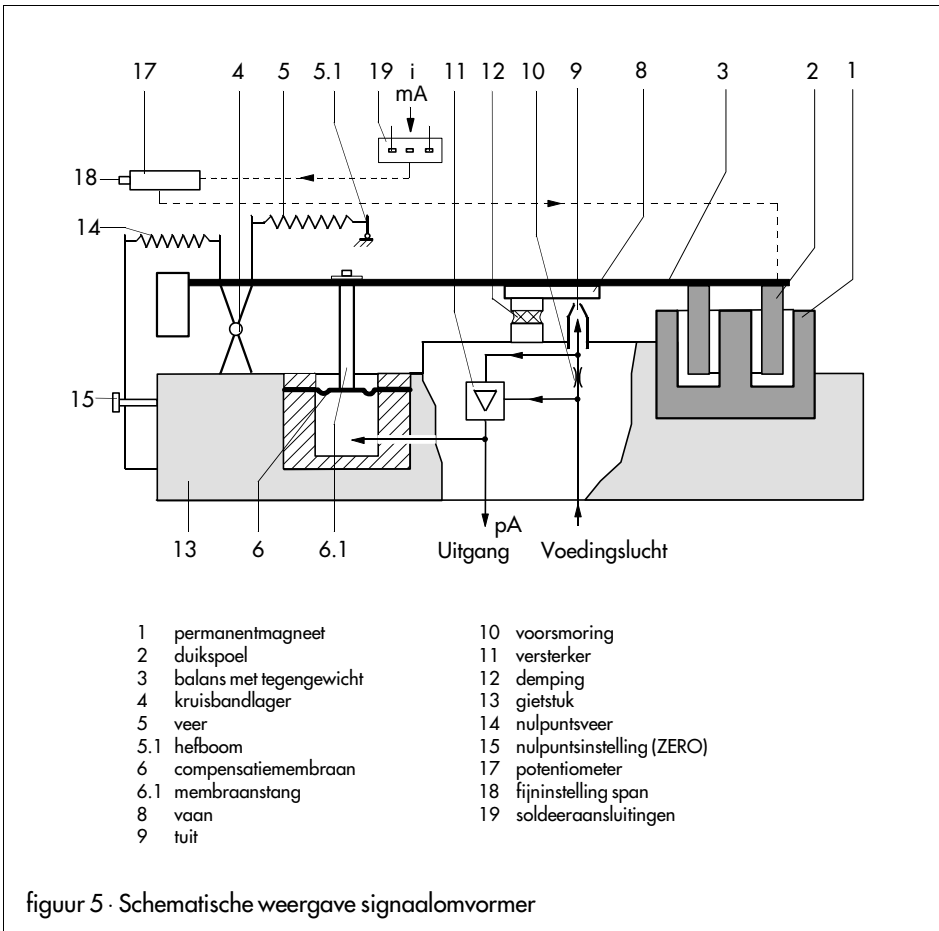 17 4 5 5.1 19 i 11 12 10 9 8 3 2 1
mA
18
14
15
pA
13 6 6.1 Uitgang Voedingslucht
1 permanentmagneet
2 duikspoel
3 balans met tegengewicht
4 kruisbandlager
5 veer
5.1 hefboom
6 compensatiemembraan
6.1 membraanstang
8 vaan
9 tuit
10 voorsmoring
11 versterker
12 demping
13 gietstuk
14 nulpuntsveer
15 nulpuntsinstelling (ZERO)
17 potentiometer
18 fijninstelling span
19 soldeeraansluitingen
figuur 5 · Schematische weergave signaalomvormer